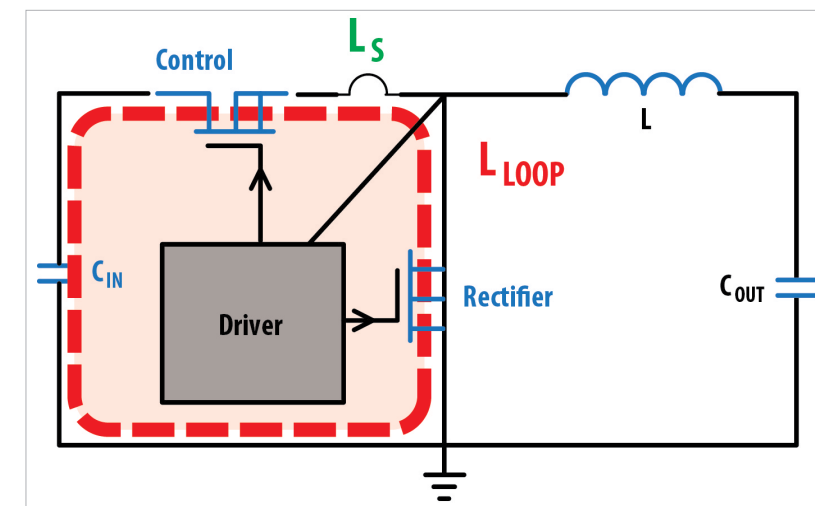 Control
LS
L
LLOOP
CIN
Driver
Rectifier
COUT